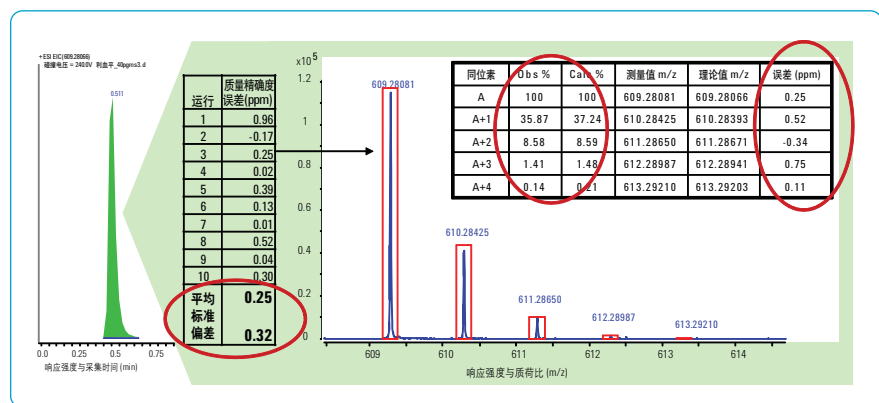 +ESI EIC(609.28066)
碰撞电压 = 240.0V 利血平_40ppgms3.d
0.511
0.0 0.25 0.5 0.75
响应强度与采集时间 (min)
运行 质量精确度误差(ppm)
1 0.96
2 -0.17
3 0.25
4 0.02
5 0.39
6 0.13
7 0.01
8 0.52
9 0.04
10 0.30
平均 0.25
标准偏差 0.32
x10⁵
1.2
1
0.8
0.6
0.4
0.2
0
609.28081
610.28425
611.28650
612.28987
613.29210
609 610 611 612 613 614
响应强度与质荷比 (m/z)
同位素 Obs % Calc % 测量值 m/z 理论值 m/z 误差 (ppm)
A 100 100 609.28081 609.28066 0.25
A+1 35.87 37.24 610.28425 610.28393 0.52
A+2 8.58 8.59 611.28650 611.28671 -0.34
A+3 1.41 1.48 612.28987 612.28941 0.75
A+4 0.14 0.21 613.29210 613.29203 0.11